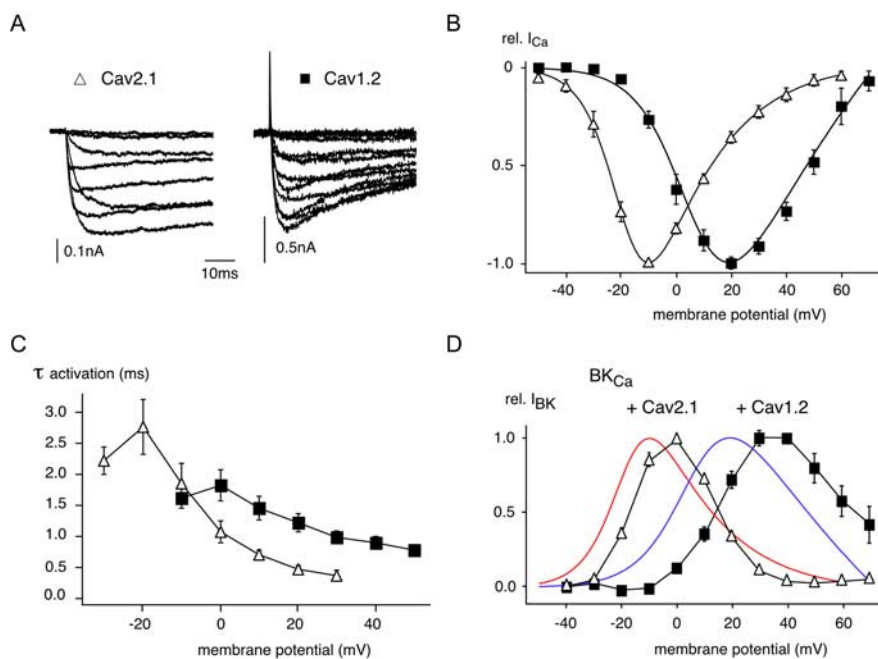 A
△ Cav2.1
■ Cav1.2
0.1nA
10ms
0.5nA
B
rel. ICa
0
0.5
-1.0
-40 -20 0 20 40 60
membrane potential (mV)
C
τ activation (ms)
3.0
2.5
2.0
1.5
1.0
0.5
0.0
-20 0 20 40
membrane potential (mV)
D
BKCa
rel. IBK
+ Cav2.1 + Cav1.2
1.0
0.5
0.0
-40 -20 0 20 40 60
membrane potential (mV)